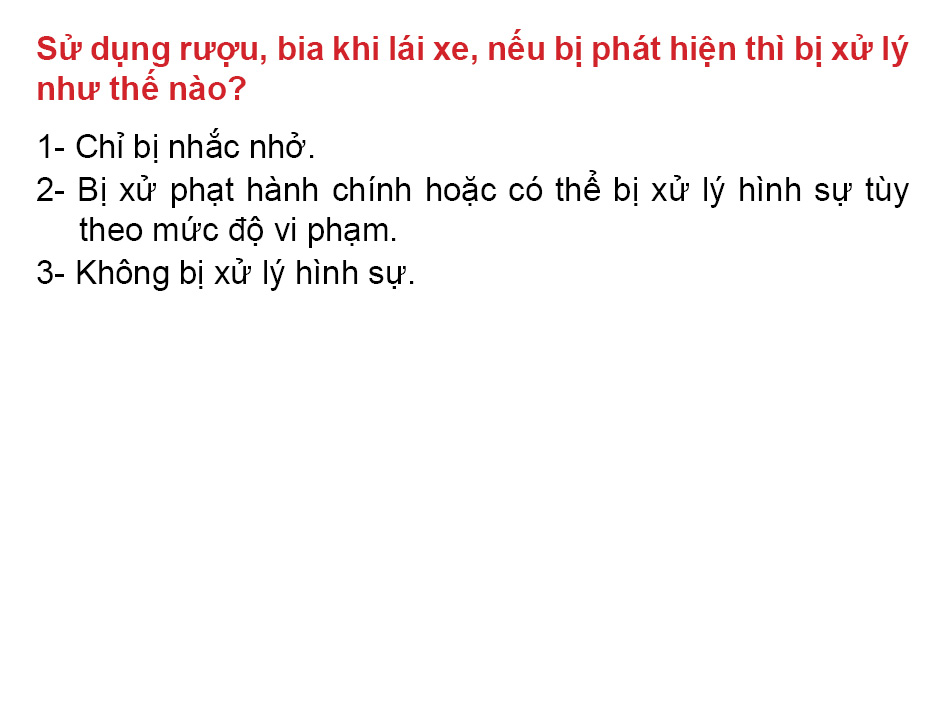 Sử dụng rượu, bia khi lái xe, nếu bị phát hiện thì bị xử lý
như thế nào?
1- Chỉ bị nhắc nhở.
2- Bị xử phạt hành chính hoặc có thể bị xử lý hình sự tùy
theo mức độ vi phạm.
3- Không bị xử lý hình sự.